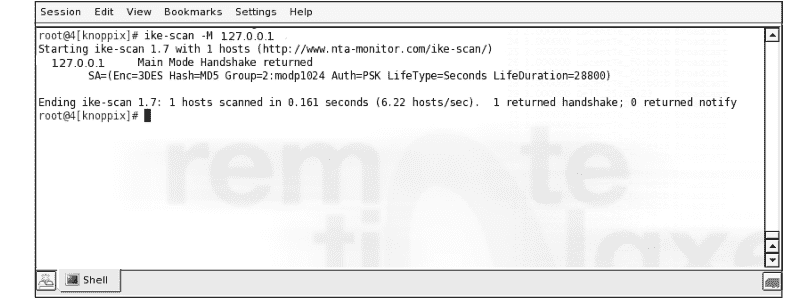 Session Edit View Bookmarks Settings Help
root@4[knoppix]# ike-scan -M 127.0.0.1
Starting ike-scan 1.7 with 1 hosts (http://www.nta-monitor.com/ike-scan/)
127.0.0.1 Main Mode Handshake returned
SA=(Enc=3DES Hash=MD5 Group=2:modp1024 Auth=PSK LifeType=Seconds LifeDuration=28800)
Ending ike-scan 1.7: 1 hosts scanned in 0.161 seconds (6.22 hosts/sec). 1 returned handshake; 0 returned notify
root@4[knoppix]#
Shell